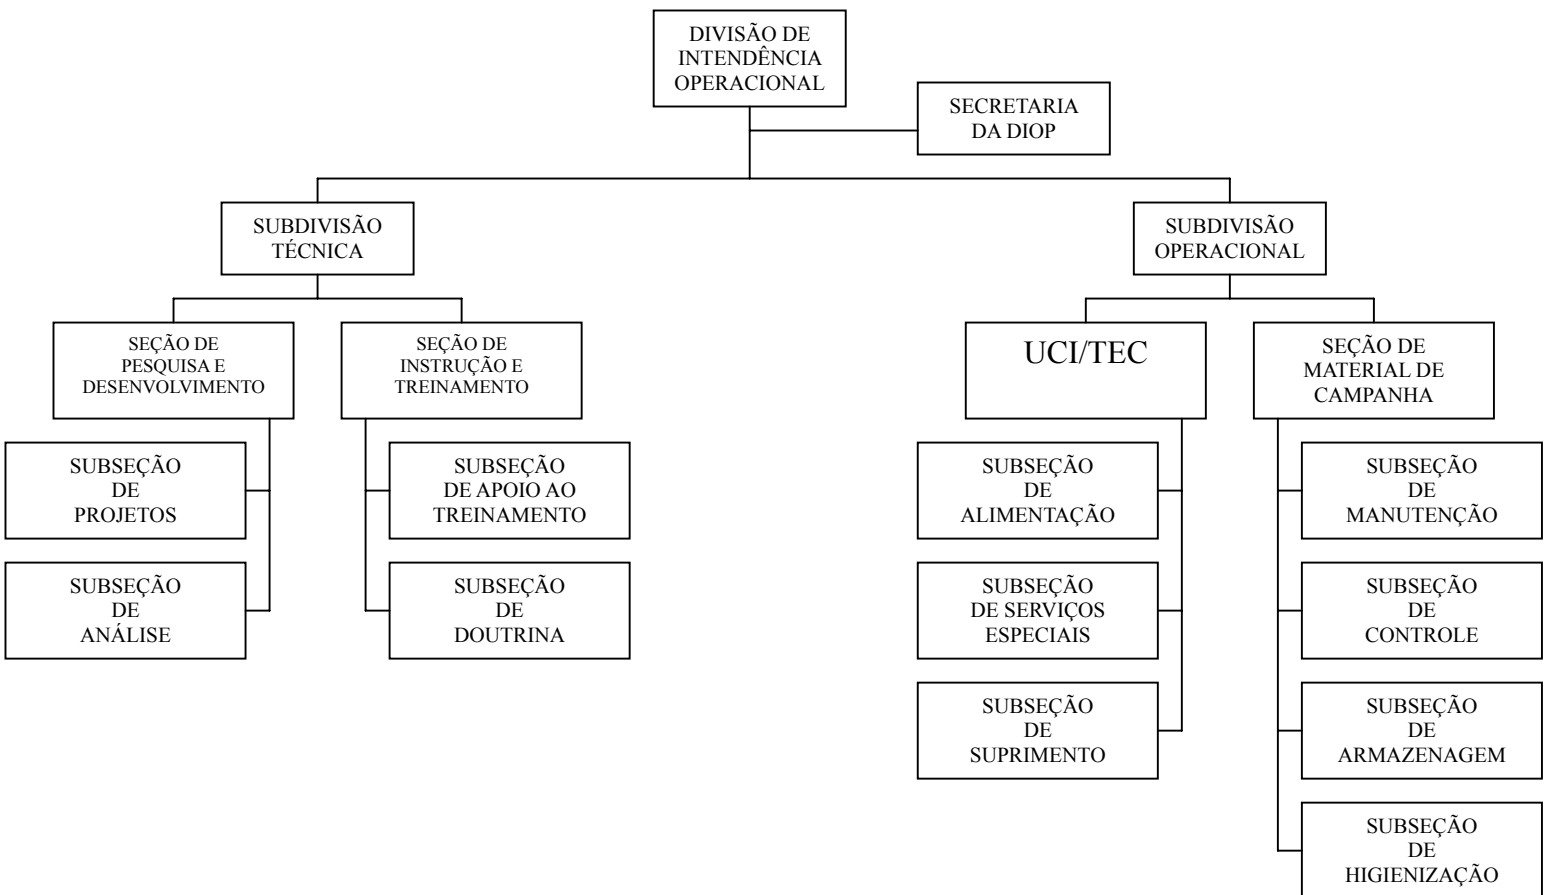 DIVISÃO DE
INTENDÊNCIA
OPERACIONAL
SECRETARIA
DA DIOP
SUBDIVISÃO
TÉCNICA
SUBDIVISÃO
OPERACIONAL
SEÇÃO DE
PESQUISA E
DESENVOLVIMENTO
SEÇÃO DE
INSTRUÇÃO E
TREINAMENTO
UCI/TEC
SEÇÃO DE
MATERIAL DE
CAMPANHA
SUBSEÇÃO
DE
PROJETOS
SUBSEÇÃO
DE APOIO AO
TREINAMENTO
SUBSEÇÃO
DE
ALIMENTAÇÃO
SUBSEÇÃO
DE
MANUTENÇÃO
SUBSEÇÃO
DE
ANÁLISE
SUBSEÇÃO
DE
DOUTRINA
SUBSEÇÃO
DE SERVIÇOS
ESPECIAIS
SUBSEÇÃO
DE
CONTROLE
SUBSEÇÃO
DE
SUPRIMENTO
SUBSEÇÃO
DE
ARMAZENAGEM
SUBSEÇÃO
DE
HIGIENIZAÇÃO